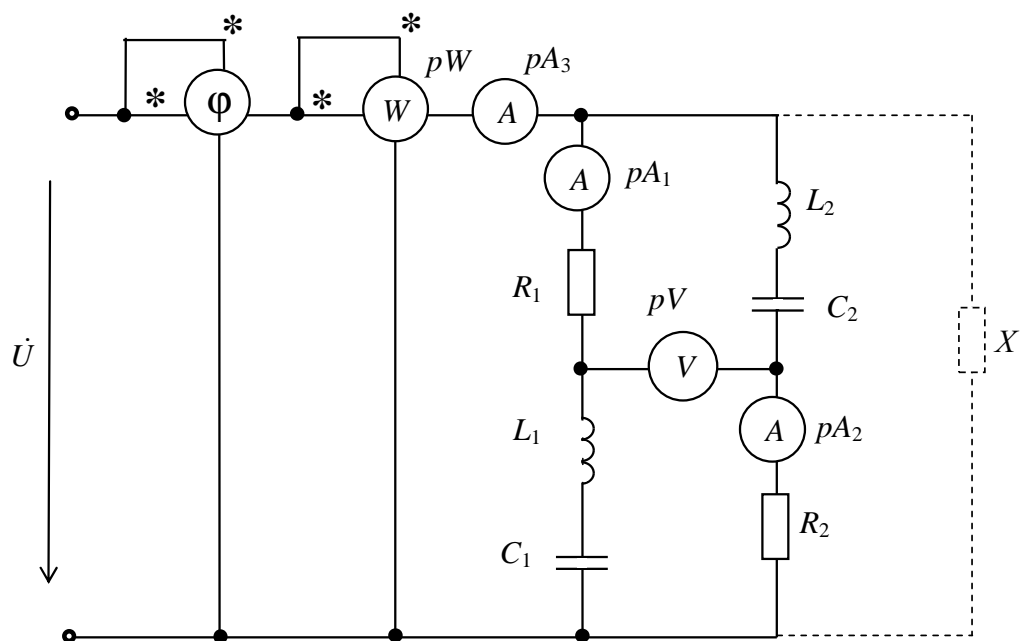 * *
pW pA₃
* φ * W A
A pA₁
L₂
R₁
pV C₂
U̇ V X
L₁ A pA₂
R₂
C₁